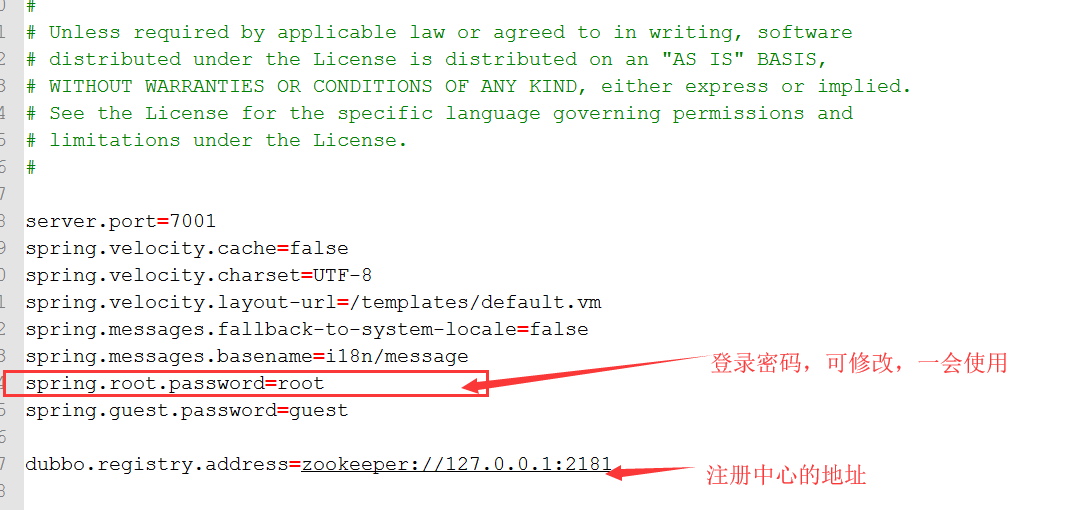 #
# Unless required by applicable law or agreed to in writing, software
# distributed under the License is distributed on an "AS IS" BASIS,
# WITHOUT WARRANTIES OR CONDITIONS OF ANY KIND, either express or implied.
# See the License for the specific language governing permissions and
# limitations under the License.
#
server.port=7001
spring.velocity.cache=false
spring.velocity.charset=UTF-8
spring.velocity.layout-url=/templates/default.vm
spring.messages.fallback-to-system-locale=false
spring.messages.basename=i18n/message
spring.root.password=root
登录密码，可修改，一会使用
spring.guest.password=guest
dubbo.registry.address=zookeeper://127.0.0.1:2181
注册中心的地址